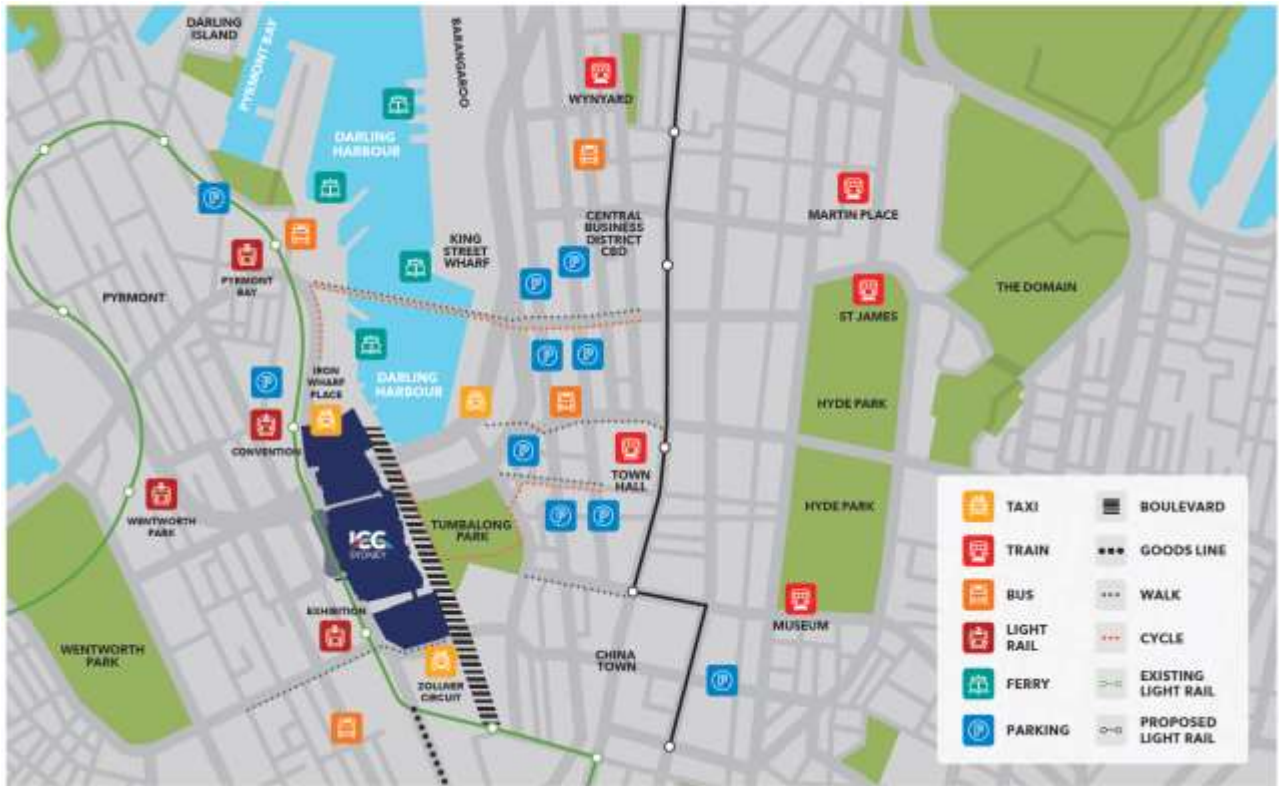 DARLING
ISLAND
PYRMONT BAY
BARANGAROO
WYNYARD
DARLING
HARBOUR
MARTIN PLACE
CENTRAL
BUSINESS
DISTRICT
CBD
KING
STREET
WHARF
PYRMONT
BAY
PYRMONT
ST JAMES
THE DOMAIN
IRON
WHARF
PLACE
DARLING
HARBOUR
HYDE PARK
CONVENTION
TOWN
HALL
WENTWORTH
PARK
ICC
SYDNEY
TUMBALONG
PARK
HYDE PARK
EXHIBITION
MUSEUM
WENTWORTH
PARK
CHINA
TOWN
ZOLLNER
CIRCUIT
TAXI
TRAIN
BUS
LIGHT
RAIL
FERRY
PARKING
BOULEVARD
GOODS LINE
WALK
CYCLE
EXISTING
LIGHT RAIL
PROPOSED
LIGHT RAIL